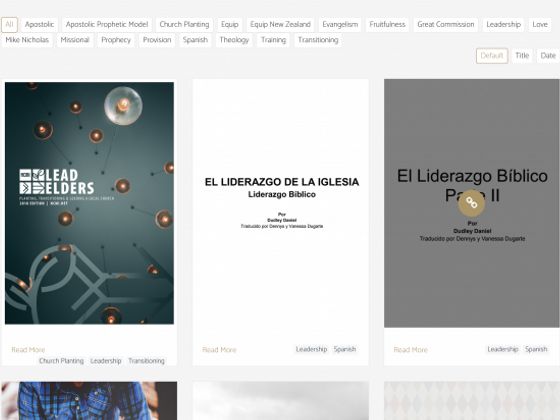 All Apostolic Apostolic Prophetic Model Church Planting Equip Equip New Zealand Evangelism Fruitfulness Great Commission Leadership Love
Mike Nicholas Missional Prophecy Provision Spanish Theology Training Transitioning
Default Title Date
LEAD
ELDERS
PLANTING, TRANSITIONING & LEADING A LOCAL CHURCH
2018 EDITION | NCMI.NET
Read More
Church Planting Leadership Transitioning
EL LIDERAZGO DE LA IGLESIA
Liderazgo Bíblico
Por
Dudley Daniel
Traducido por Dennys y Vanessa Dugarte
Read More
Leadership Spanish
El Liderazgo Bíblico
II
Por
Dudley Daniel
Traducido por Dennys y Vanessa Dugarte
Read More
Leadership Spanish